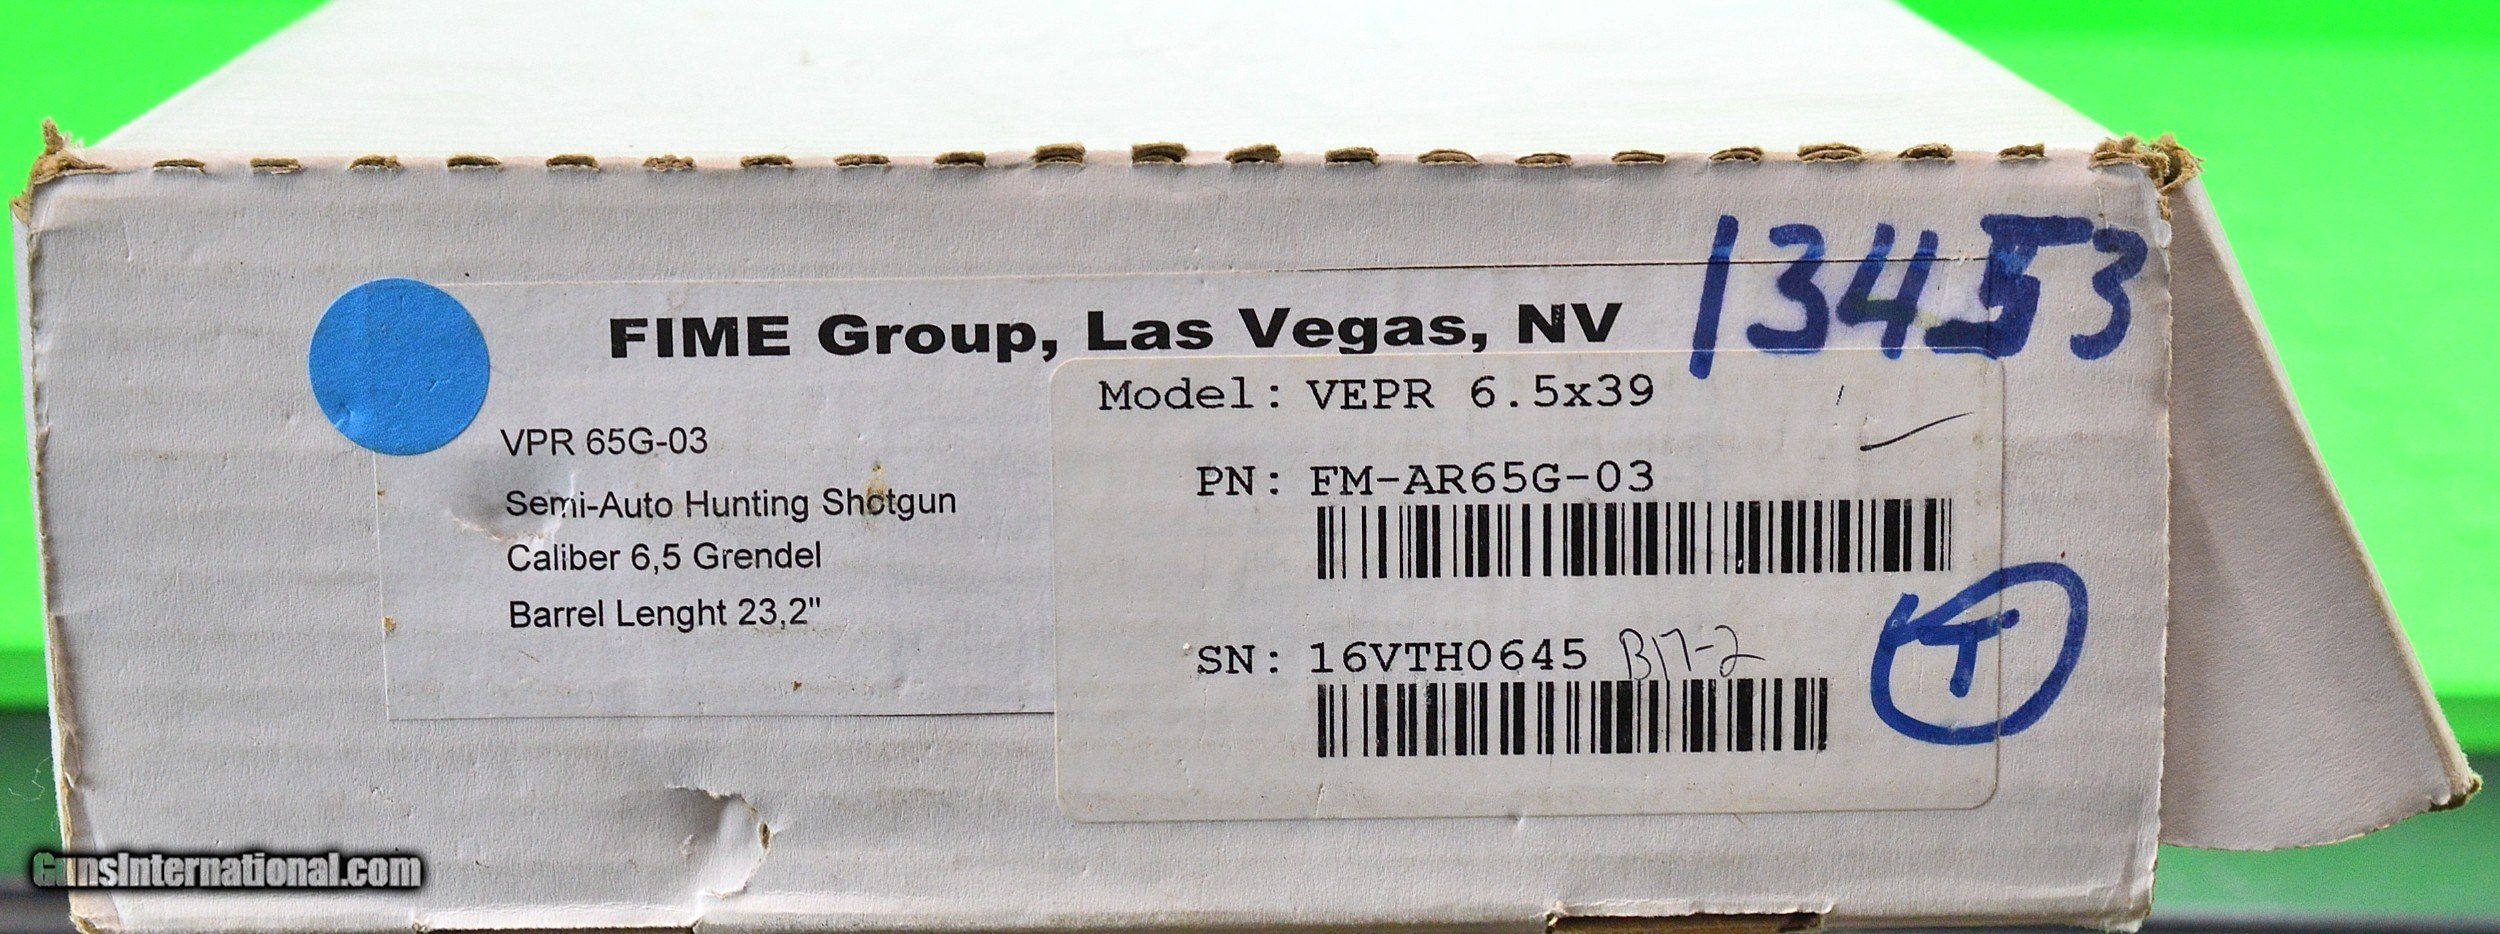 13453
FIME Group, Las Vegas, NV
VPR 65G-03
Semi-Auto Hunting Shotgun
Caliber 6,5 Grendel
Barrel Lenght 23,2"
Model: VEPR 6.5x39
PN: FM-AR65G-03
SN: 16VTH0645 B17-2
T
GunsInternational.com